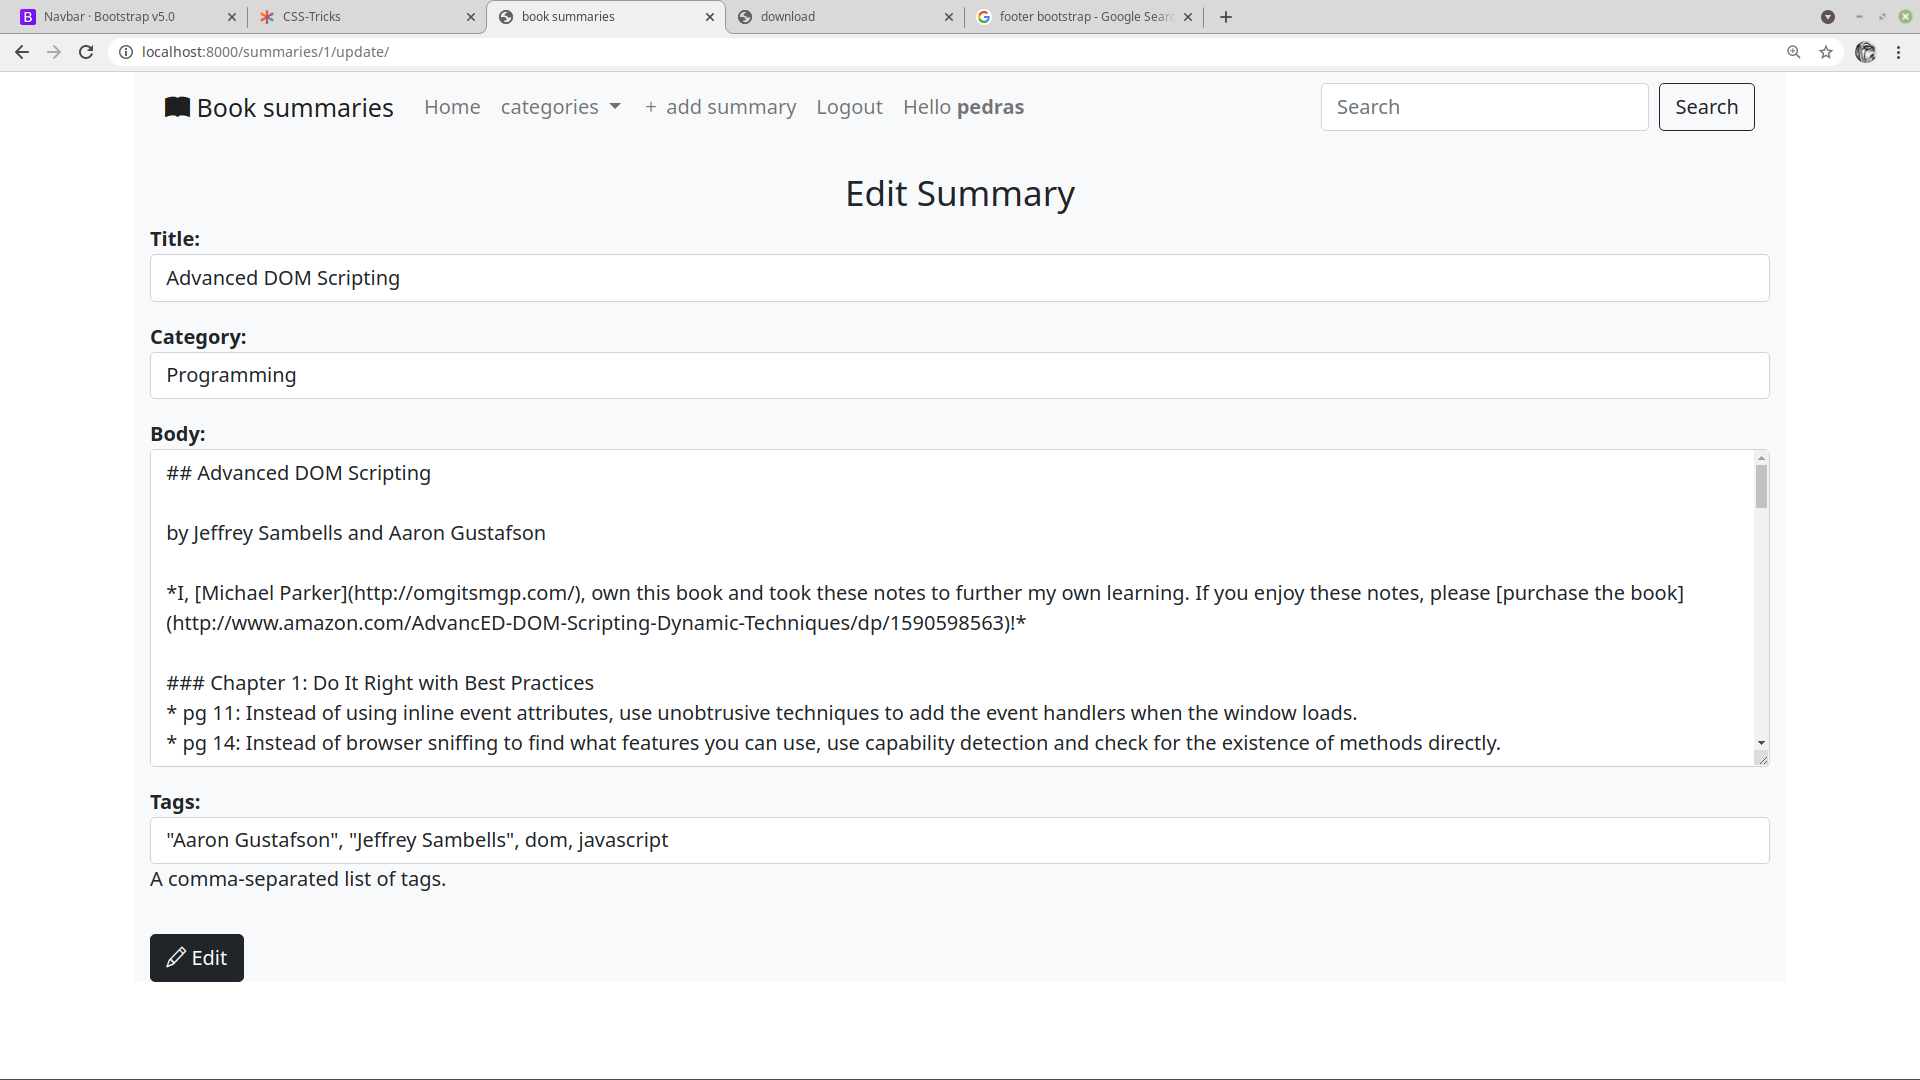 Navbar · Bootstrap v5.0
CSS-Tricks
book summaries
download
footer bootstrap - Google Sear
localhost:8000/summaries/1/update/
Book summaries
Home
categories
+ add summary
Logout
Hello pedras
Search
Search
Edit Summary
Title:
Advanced DOM Scripting
Category:
Programming
Body:
## Advanced DOM Scripting
by Jeffrey Sambells and Aaron Gustafson
*I, [Michael Parker](http://omgitsmgp.com/), own this book and took these notes to further my own learning. If you enjoy these notes, please [purchase the book]
(http://www.amazon.com/AdvancED-DOM-Scripting-Dynamic-Techniques/dp/1590598563)!*
### Chapter 1: Do It Right with Best Practices
* pg 11: Instead of using inline event attributes, use unobtrusive techniques to add the event handlers when the window loads.
* pg 14: Instead of browser sniffing to find what features you can use, use capability detection and check for the existence of methods directly.
Tags:
"Aaron Gustafson", "Jeffrey Sambells", dom, javascript
A comma-separated list of tags.
Edit